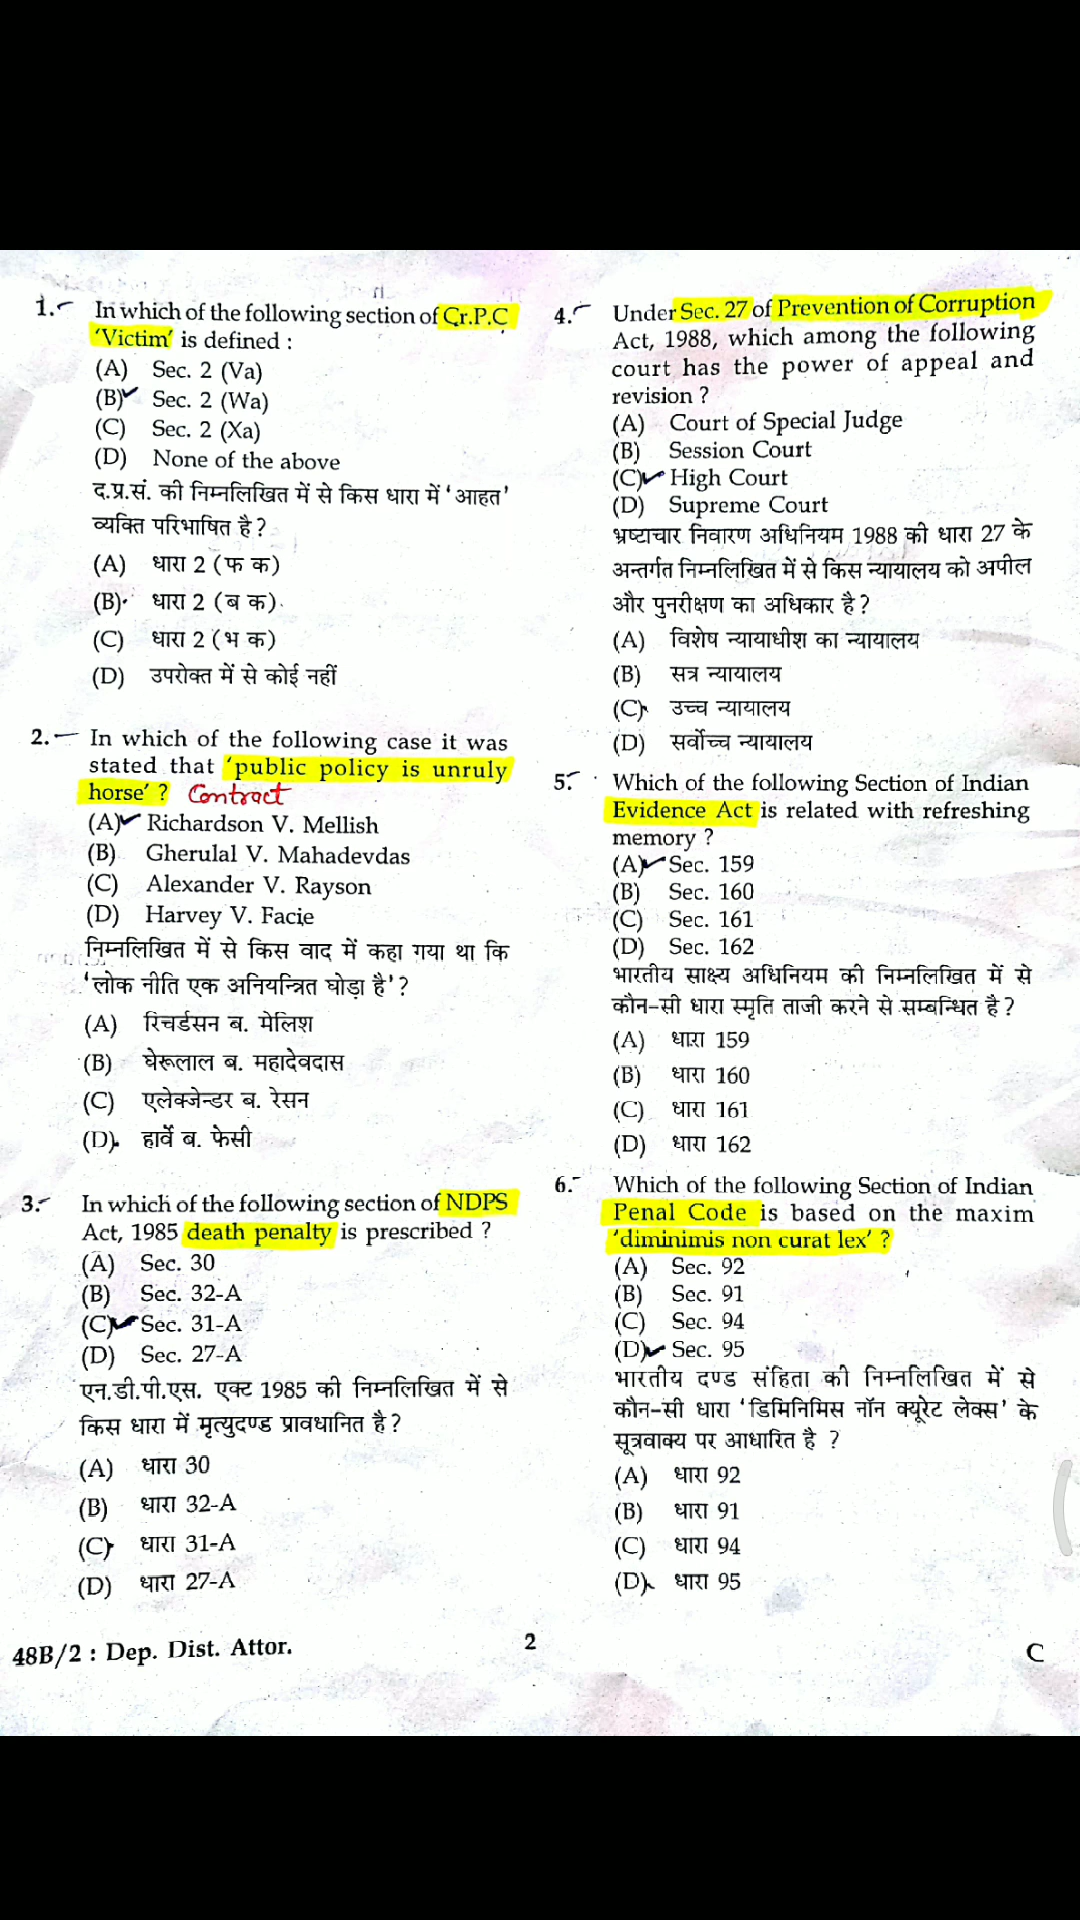 1. In which of the following section of Cr.P.C
'Victim' is defined :
(A) Sec. 2 (Va)
(B) Sec. 2 (Wa)
(C) Sec. 2 (Xa)
(D) None of the above
द.प्र.सं. की निम्नलिखित में से किस धारा में 'आहत'
व्यक्ति परिभाषित है ?
(A) धारा 2 (फ क)
(B) धारा 2 (ब क)
(C) धारा 2 (भ क)
(D) उपरोक्त में से कोई नहीं
2. In which of the following case it was
stated that 'public policy is unruly
horse' ? Contract
(A) Richardson V. Mellish
(B) Gherulal V. Mahadevdas
(C) Alexander V. Rayson
(D) Harvey V. Facie
निम्नलिखित में से किस वाद में कहा गया था कि
'लोक नीति एक अनियन्त्रित घोड़ा है' ?
(A) रिचर्डसन ब. मेलिश
(B) घेरूलाल ब. महादेवदास
(C) एलेक्जेन्डर ब. रेसन
(D) हार्वे ब. फेसी
3. In which of the following section of NDPS
Act, 1985 death penalty is prescribed ?
(A) Sec. 30
(B) Sec. 32-A
(C) Sec. 31-A
(D) Sec. 27-A
एन.डी.पी.एस. एक्ट 1985 की निम्नलिखित में से
किस धारा में मृत्युदण्ड प्रावधानित है ?
(A) धारा 30
(B) धारा 32-A
(C) धारा 31-A
(D) धारा 27-A
4. Under Sec. 27 of Prevention of Corruption
Act, 1988, which among the following
court has the power of appeal and
revision ?
(A) Court of Special Judge
(B) Session Court
(C) High Court
(D) Supreme Court
भ्रष्टाचार निवारण अधिनियम 1988 की धारा 27 के
अन्तर्गत निम्नलिखित में से किस न्यायालय को अपील
और पुनरीक्षण का अधिकार है ?
(A) विशेष न्यायाधीश का न्यायालय
(B) सत्र न्यायालय
(C) उच्च न्यायालय
(D) सर्वोच्च न्यायालय
5. Which of the following Section of Indian
Evidence Act is related with refreshing
memory ?
(A) Sec. 159
(B) Sec. 160
(C) Sec. 161
(D) Sec. 162
भारतीय साक्ष्य अधिनियम की निम्नलिखित में से
कौन-सी धारा स्मृति ताजी करने से सम्बन्धित है ?
(A) धारा 159
(B) धारा 160
(C) धारा 161
(D) धारा 162
6. Which of the following Section of Indian
Penal Code is based on the maxim
'diminimis non curat lex' ?
(A) Sec. 92
(B) Sec. 91
(C) Sec. 94
(D) Sec. 95
भारतीय दण्ड संहिता की निम्नलिखित में से
कौन-सी धारा 'डिमिनिमिस नॉन क्यूरेट लेक्स' के
सूत्रवाक्य पर आधारित है ?
(A) धारा 92
(B) धारा 91
(C) धारा 94
(D) धारा 95
48B/2 : Dep. Dist. Attor.
2
C